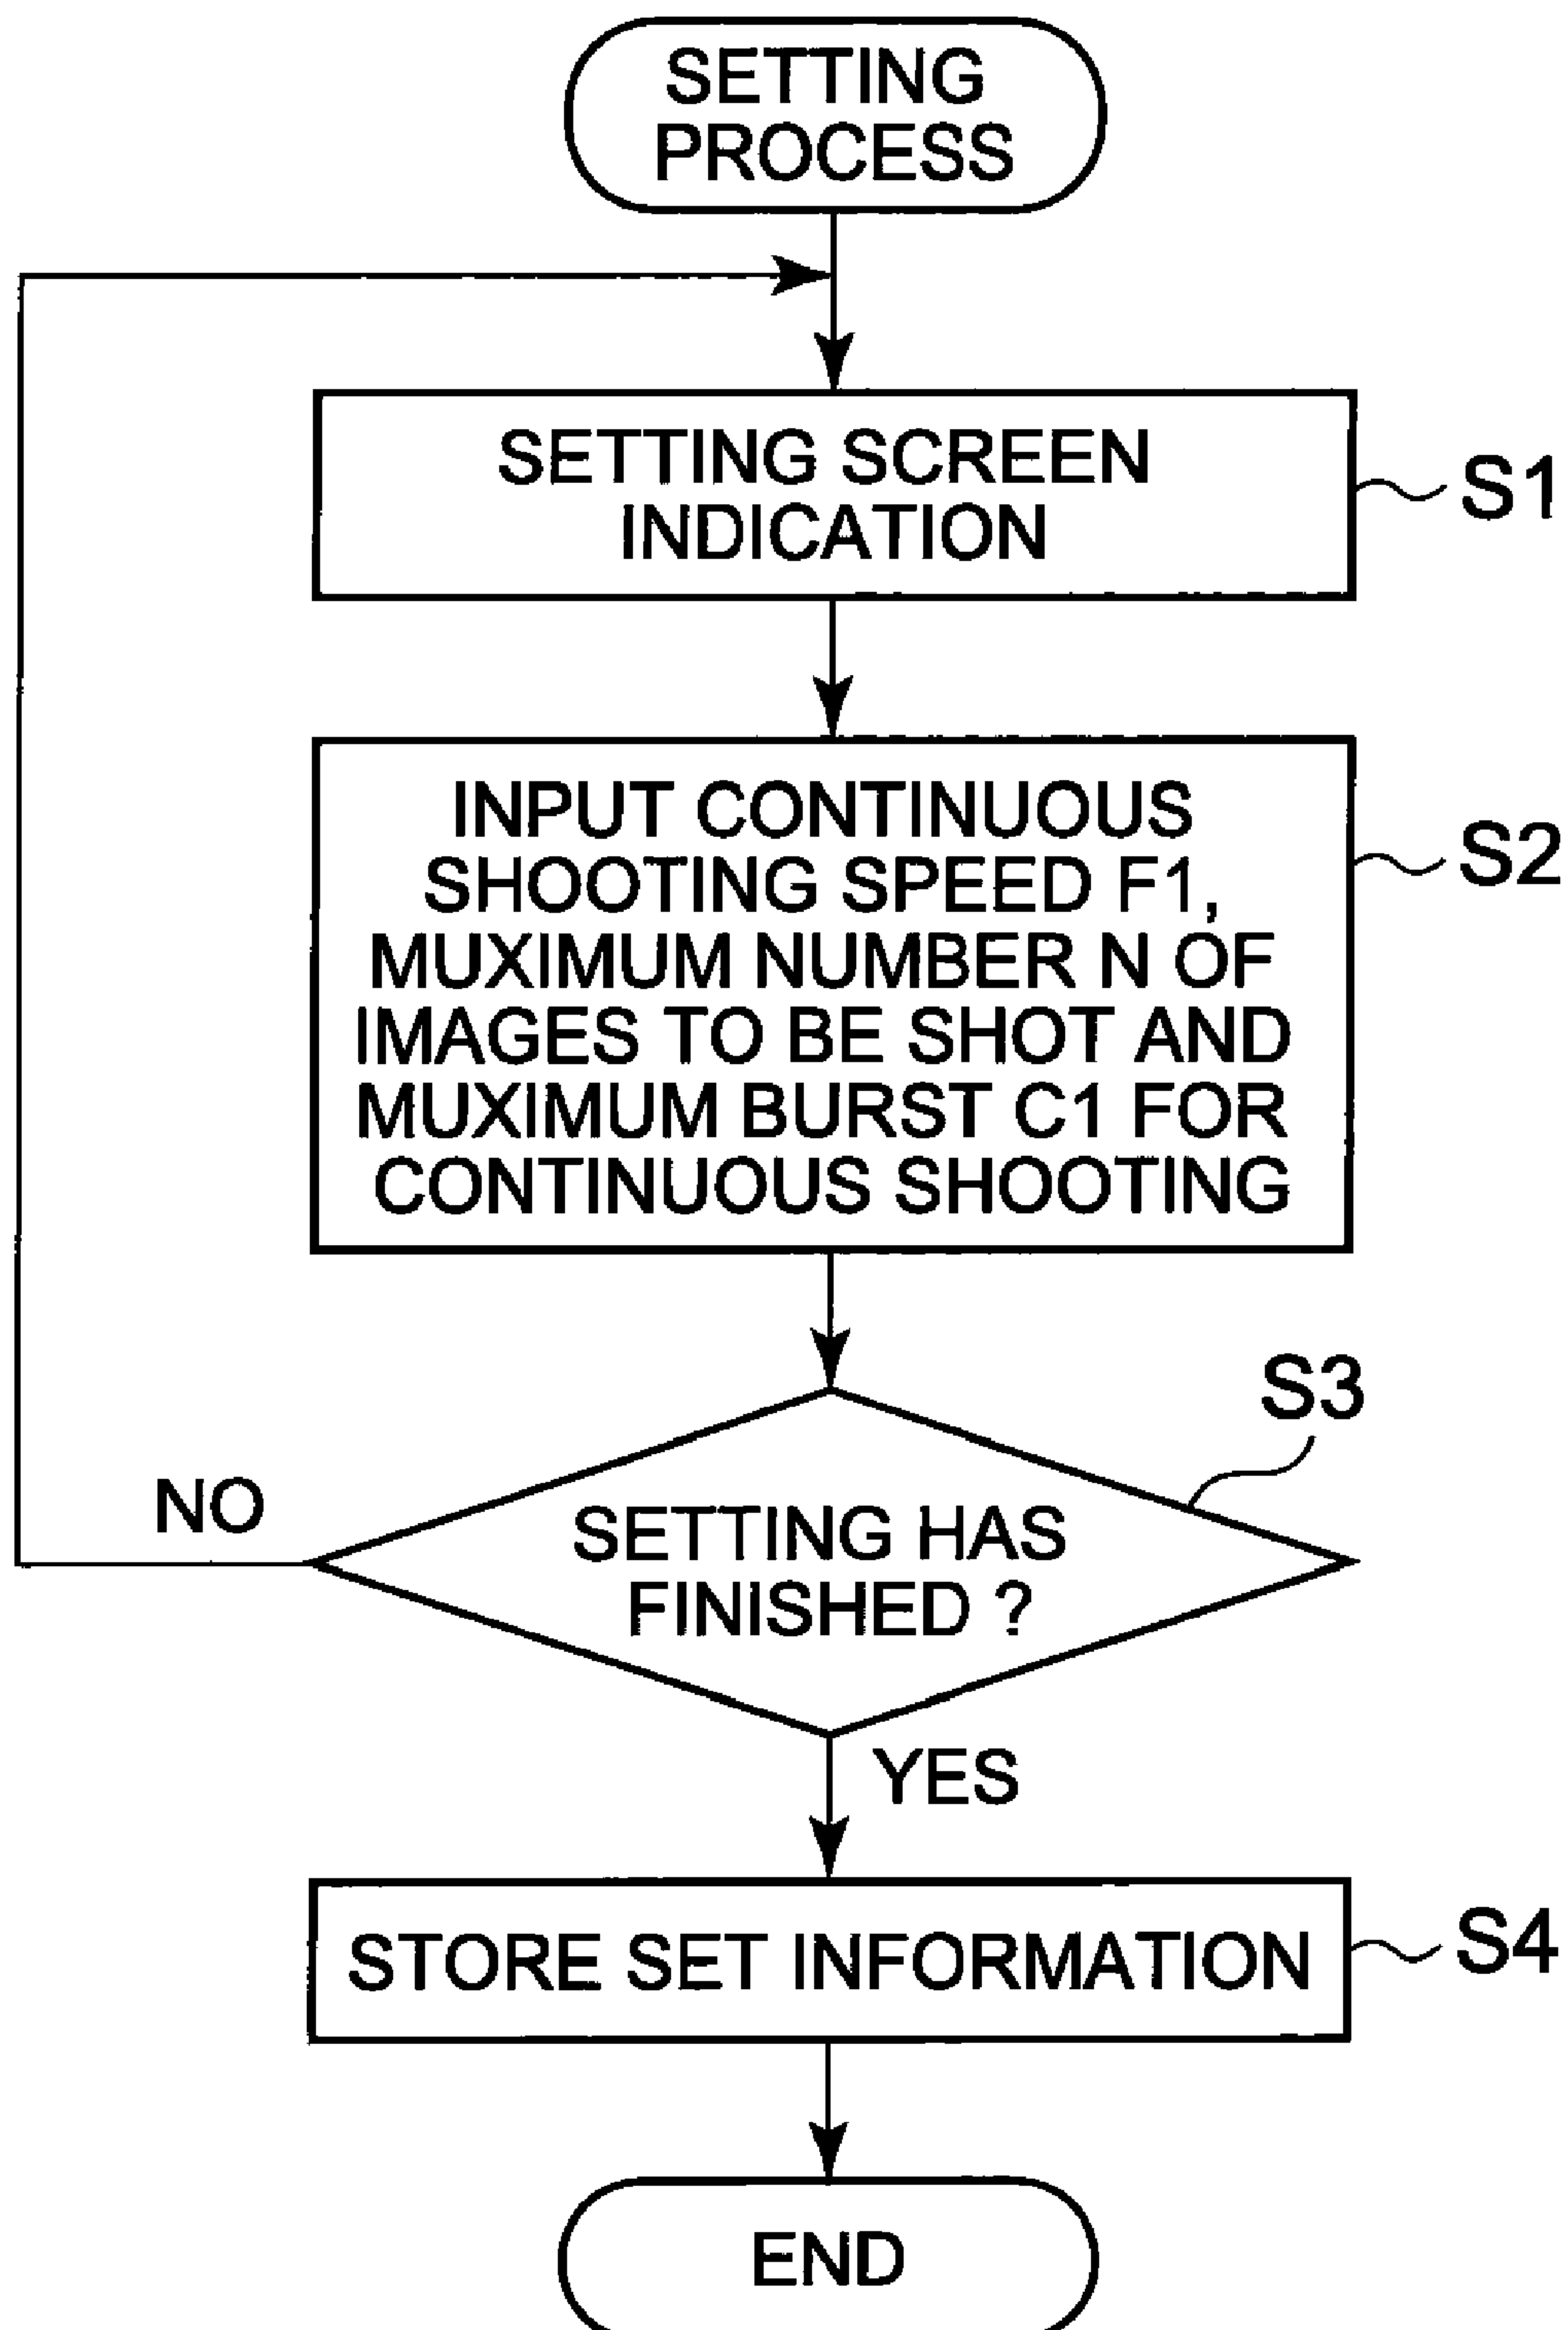 SETTING
PROCESS
SETTING SCREEN
INDICATION
S1
INPUT CONTINUOUS
SHOOTING SPEED F1,
MUXIMUM NUMBER N OF
IMAGES TO BE SHOT AND
MUXIMUM BURST C1 FOR
CONTINUOUS SHOOTING
S2
S3
SETTING HAS
FINISHED ?
NO
YES
STORE SET INFORMATION
S4
END